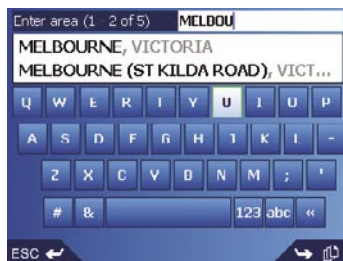 Enter area (1 - 2 of 5) MELBOU
MELBOURNE, VICTORIA
MELBOURNE (ST KILDA ROAD), VICT...
Q W E R T Y U I O P
A S D F G H J K L -
Z X C V B N M ; '
# & 123 abc «
ESC